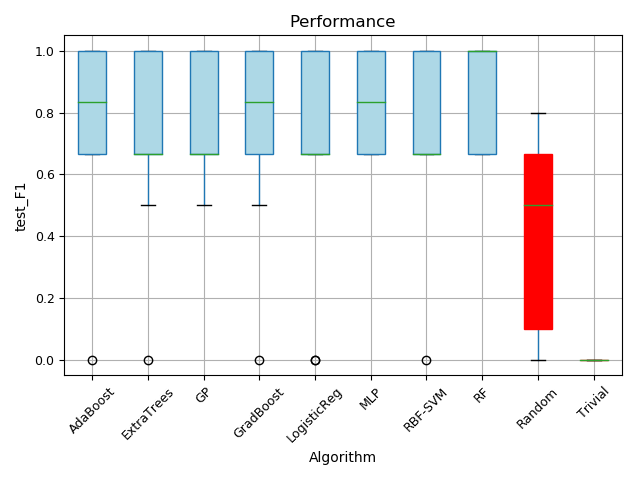 Performance
test_F1
1.0
0.8
0.6
0.4
0.2
0.0
AdaBoost
ExtraTrees
GP
GradBoost
LogisticReg
MLP
RBF-SVM
RF
Random
Trivial
Algorithm